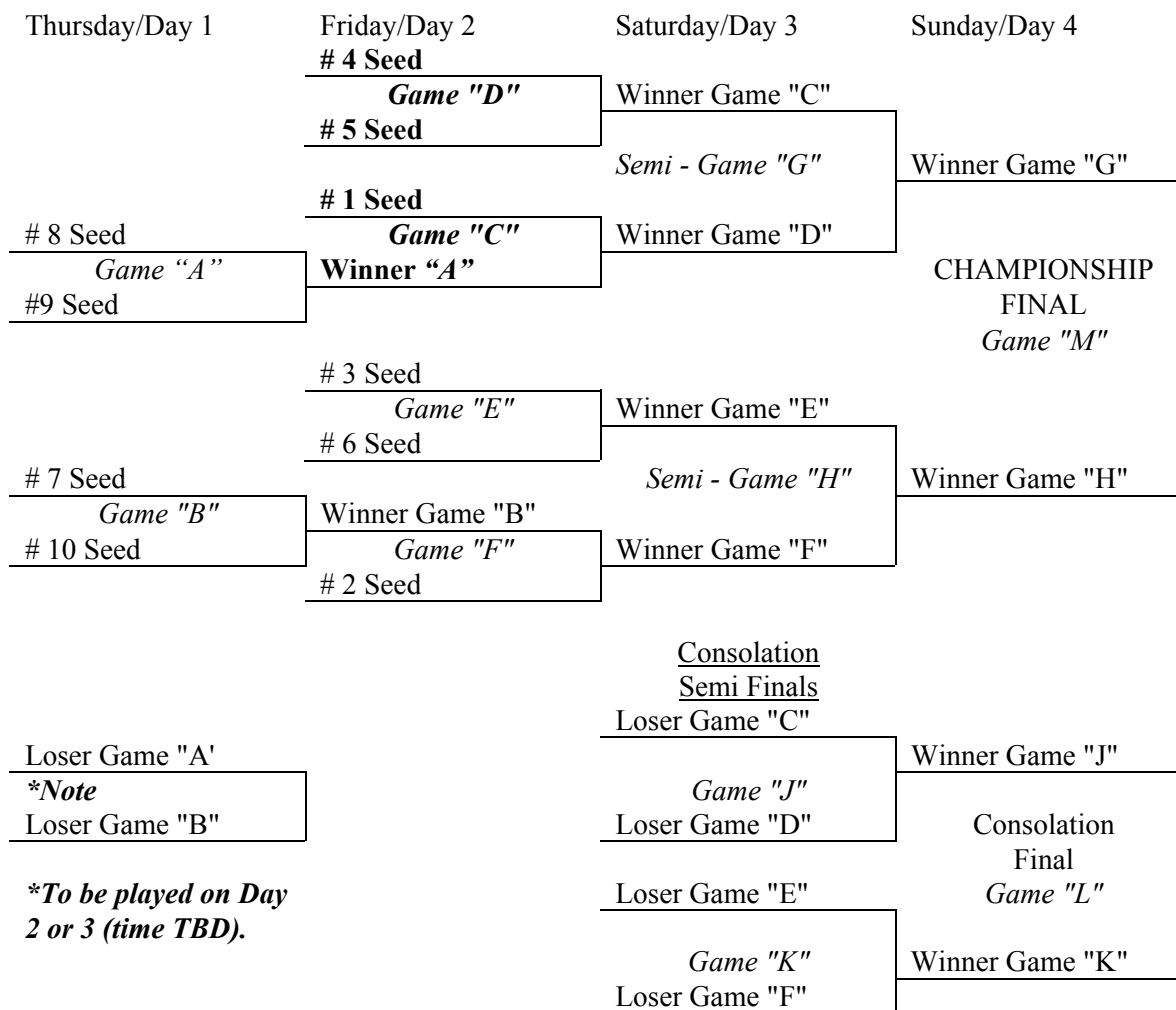 Thursday/Day 1 Friday/Day 2 Saturday/Day 3 Sunday/Day 4
# 4 Seed
Game "D" Winner Game "C"
# 5 Seed
Semi - Game "G" Winner Game "G"
# 1 Seed
# 8 Seed Game "C" Winner Game "D"
Game “A” Winner “A” CHAMPIONSHIP
#9 Seed FINAL
Game "M"
# 3 Seed
Game "E" Winner Game "E"
# 6 Seed
# 7 Seed Semi - Game "H" Winner Game "H"
Game "B" Winner Game "B"
# 10 Seed Game "F" Winner Game "F"
# 2 Seed
Consolation
Semi Finals
Loser Game "C"
Loser Game "A' Winner Game "J"
*Note Game "J"
Loser Game "B" Loser Game "D" Consolation
Final
*To be played on Day Loser Game "E" Game "L"
2 or 3 (time TBD).
Game "K" Winner Game "K"
Loser Game "F"